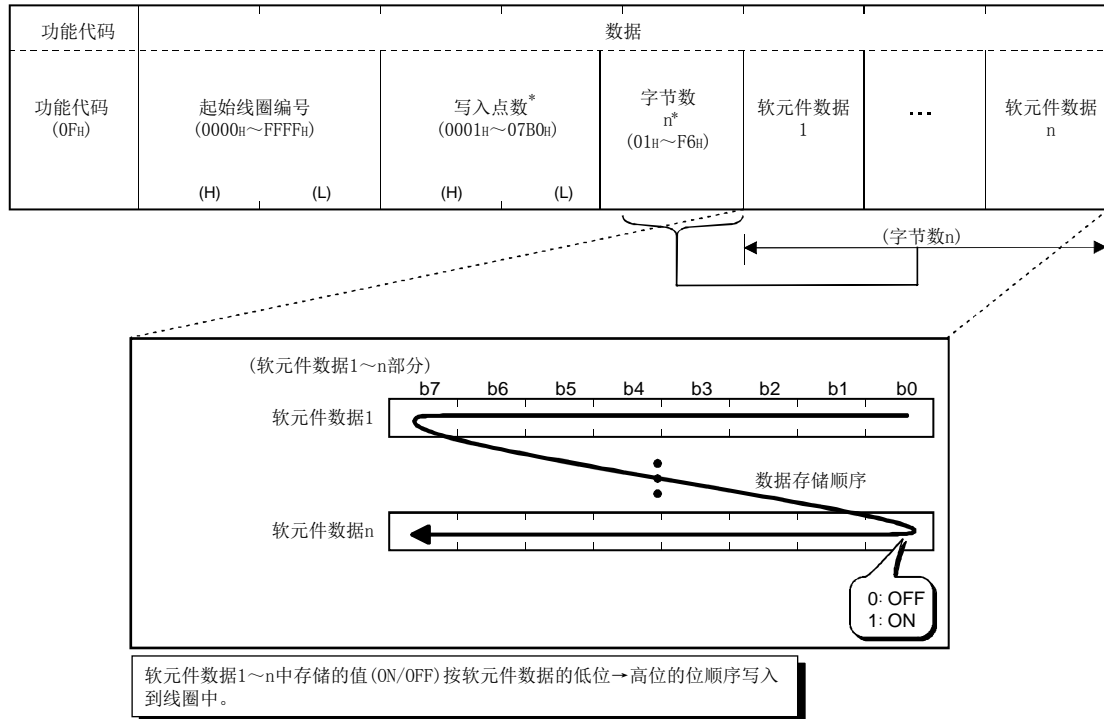 功能代码 数据
功能代码 起始线圈编号 写入点数* 字节数 软元件数据 … 软元件数据
(0FH) (0000H～FFFFH) (0001H～07B0H) n* 1 n
(01H～F6H)
(H) (L) (H) (L)
(字节数n)
(软元件数据1～n部分)
b7 b6 b5 b4 b3 b2 b1 b0
软元件数据1
数据存储顺序
软元件数据n
0: OFF
1: ON
软元件数据1～n中存储的值(ON/OFF)按软元件数据的低位→高位的位顺序写入
到线圈中。